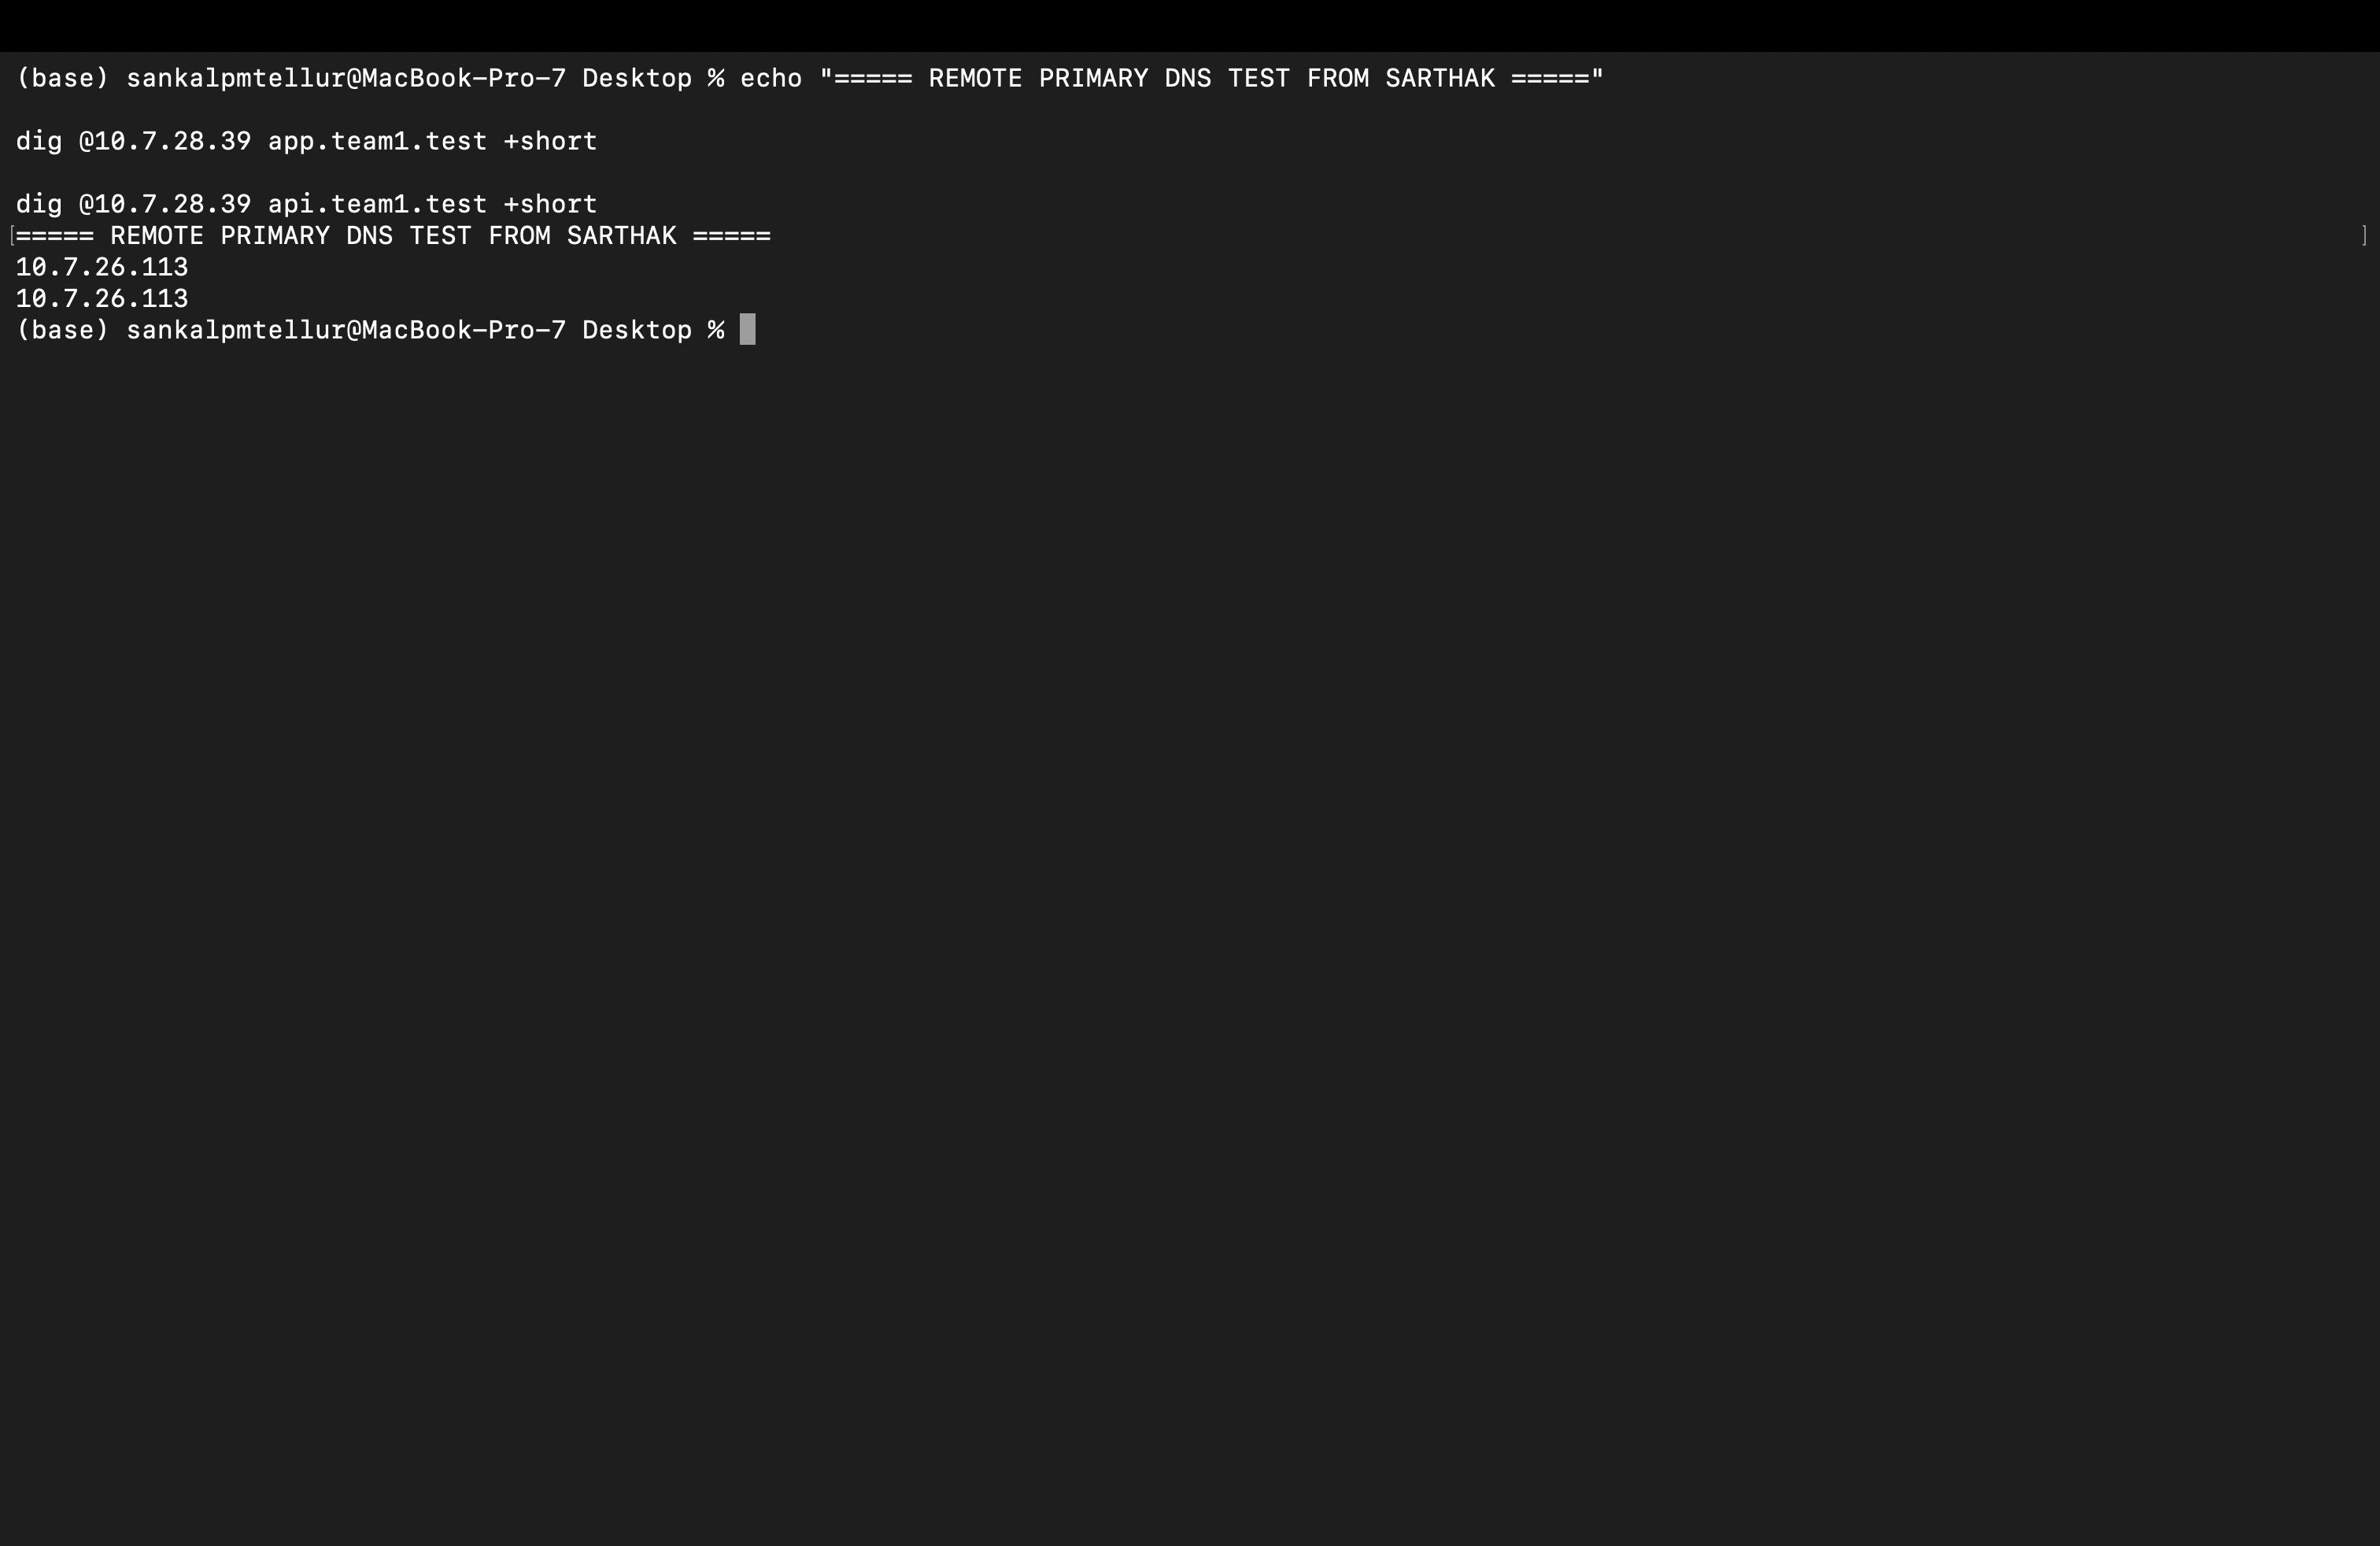 (base) sankalpmtellur@MacBook-Pro-7 Desktop % echo "===== REMOTE PRIMARY DNS TEST FROM SARTHAK ====="
dig @10.7.28.39 app.team1.test +short
dig @10.7.28.39 api.team1.test +short
[===== REMOTE PRIMARY DNS TEST FROM SARTHAK ===== ]
10.7.26.113
10.7.26.113
(base) sankalpmtellur@MacBook-Pro-7 Desktop %